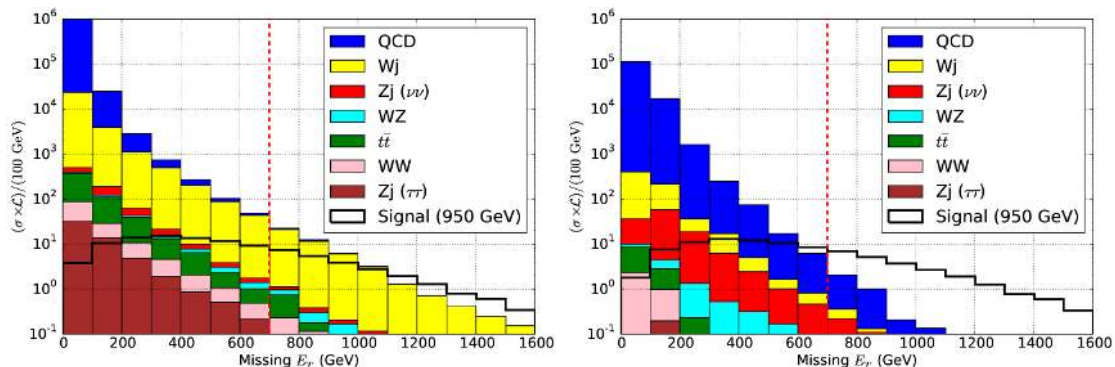 10^6
10^5
10^4
10^3
10^2
10^1
10^0
10^-1
(σ×ℒ)/(100 GeV)
QCD
Wj
Zj (νν)
WZ
tt̄
WW
Zj (ττ)
Signal (950 GeV)
0 200 400 600 800 1000 1200 1400 1600
Missing E_T (GeV)
10^6
10^5
10^4
10^3
10^2
10^1
10^0
10^-1
(σ×ℒ)/(100 GeV)
QCD
Wj
Zj (νν)
WZ
tt̄
WW
Zj (ττ)
Signal (950 GeV)
0 200 400 600 800 1000 1200 1400 1600
Missing E_T (GeV)